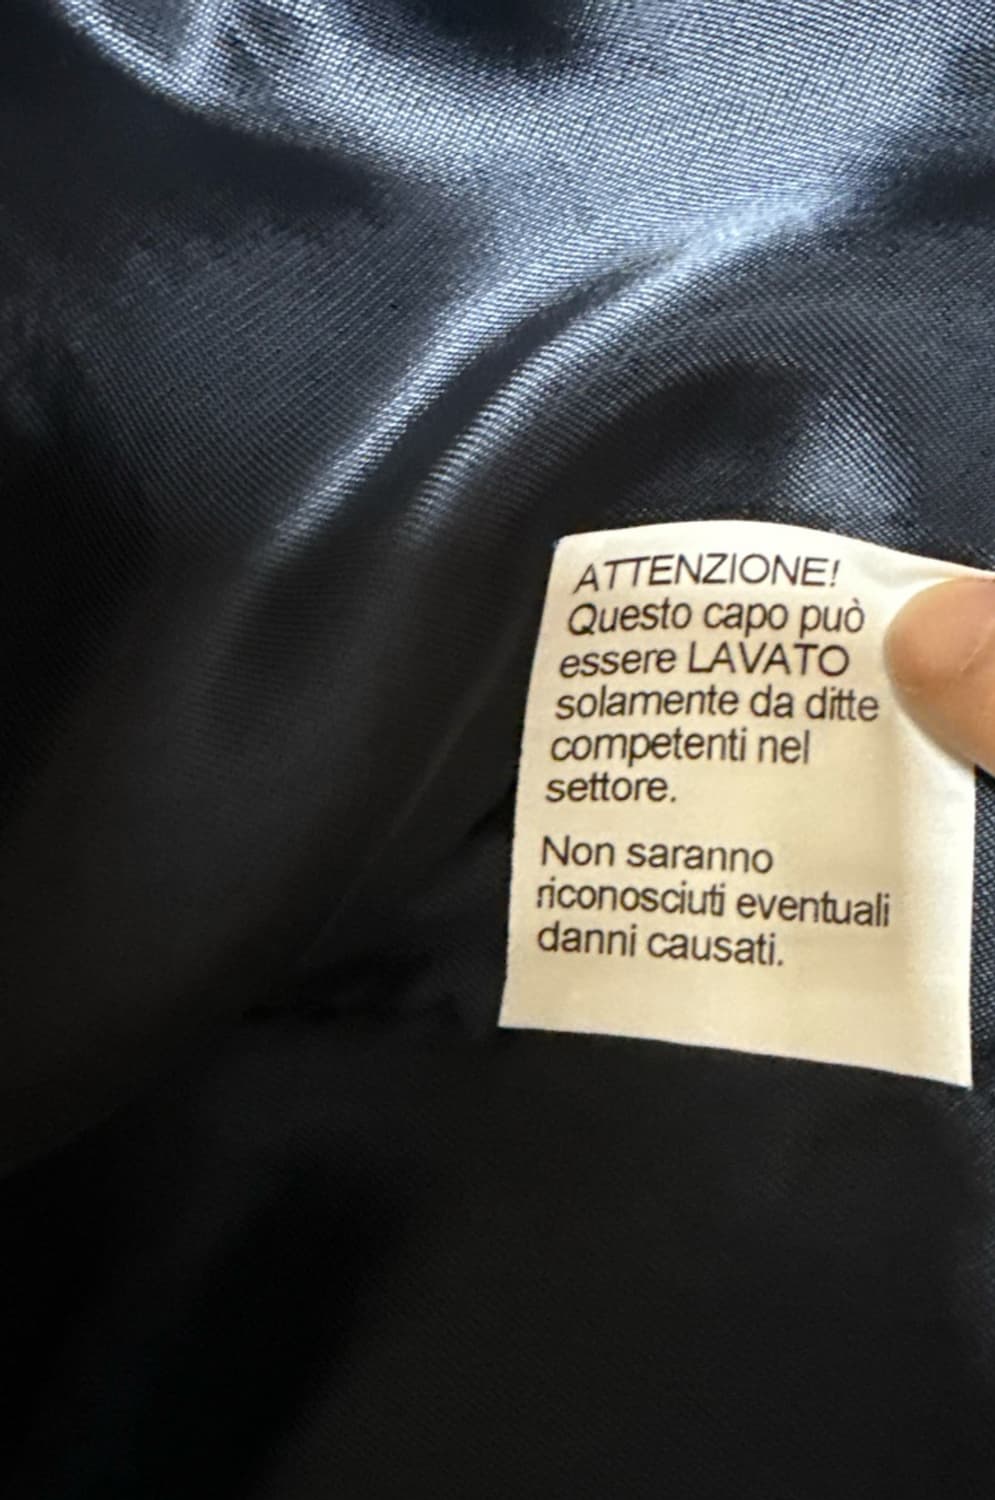 ATTENZIONE!
Questo capo può
essere LAVATO
solamente da ditte
competenti nel
settore.
Non saranno
riconosciuti eventuali
danni causati.